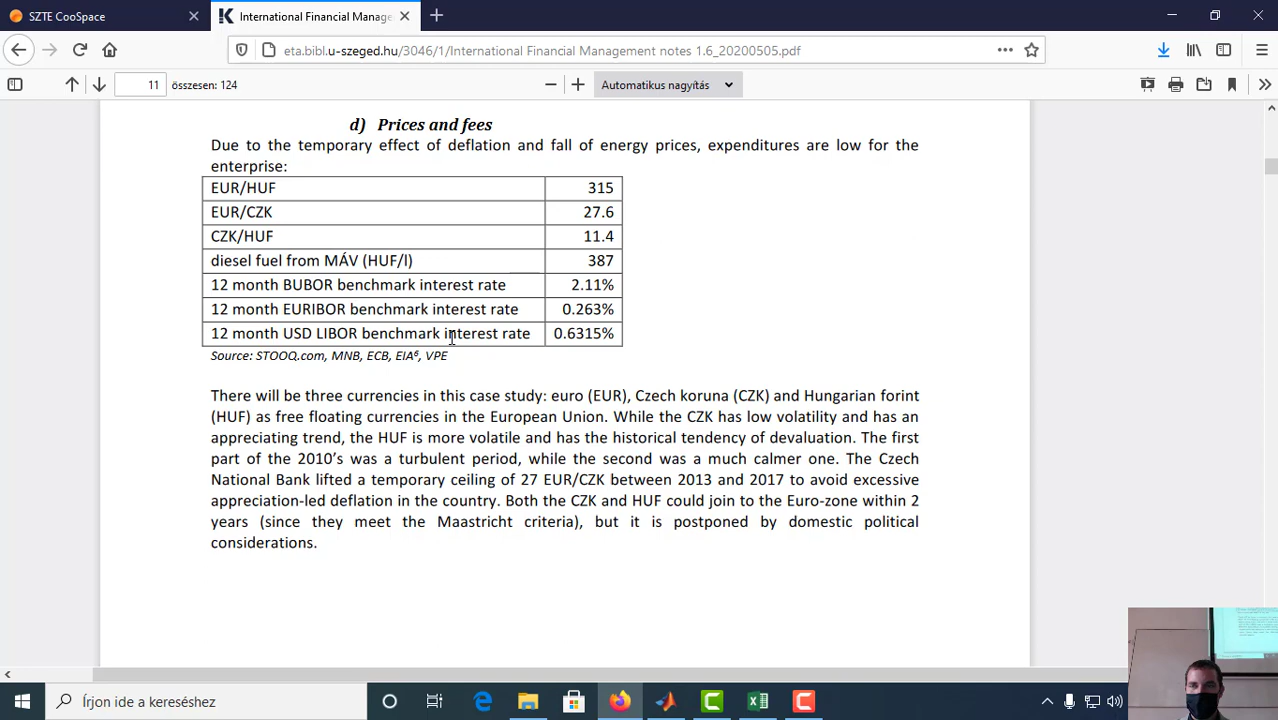 SZTE CooSpace
International Financial Manage
eta.bibl.u-szeged.hu/3046/1/International Financial Management notes 1.6_20200505.pdf
11 összesen: 124 Automatikus nagyítás
d) Prices and fees
Due to the temporary effect of deflation and fall of energy prices, expenditures are low for the
enterprise:
EUR/HUF 315
EUR/CZK 27.6
CZK/HUF 11.4
diesel fuel from MÁV (HUF/l) 387
12 month BUBOR benchmark interest rate 2.11%
12 month EURIBOR benchmark interest rate 0.263%
12 month USD LIBOR benchmark interest rate 0.6315%
Source: STOOQ.com, MNB, ECB, EIA⁶, VPE
There will be three currencies in this case study: euro (EUR), Czech koruna (CZK) and Hungarian forint
(HUF) as free floating currencies in the European Union. While the CZK has low volatility and has an
appreciating trend, the HUF is more volatile and has the historical tendency of devaluation. The first
part of the 2010's was a turbulent period, while the second was a much calmer one. The Czech
National Bank lifted a temporary ceiling of 27 EUR/CZK between 2013 and 2017 to avoid excessive
appreciation-led deflation in the country. Both the CZK and HUF could join to the Euro-zone within 2
years (since they meet the Maastricht criteria), but it is postponed by domestic political
considerations.
Írjon ide a kereséshez